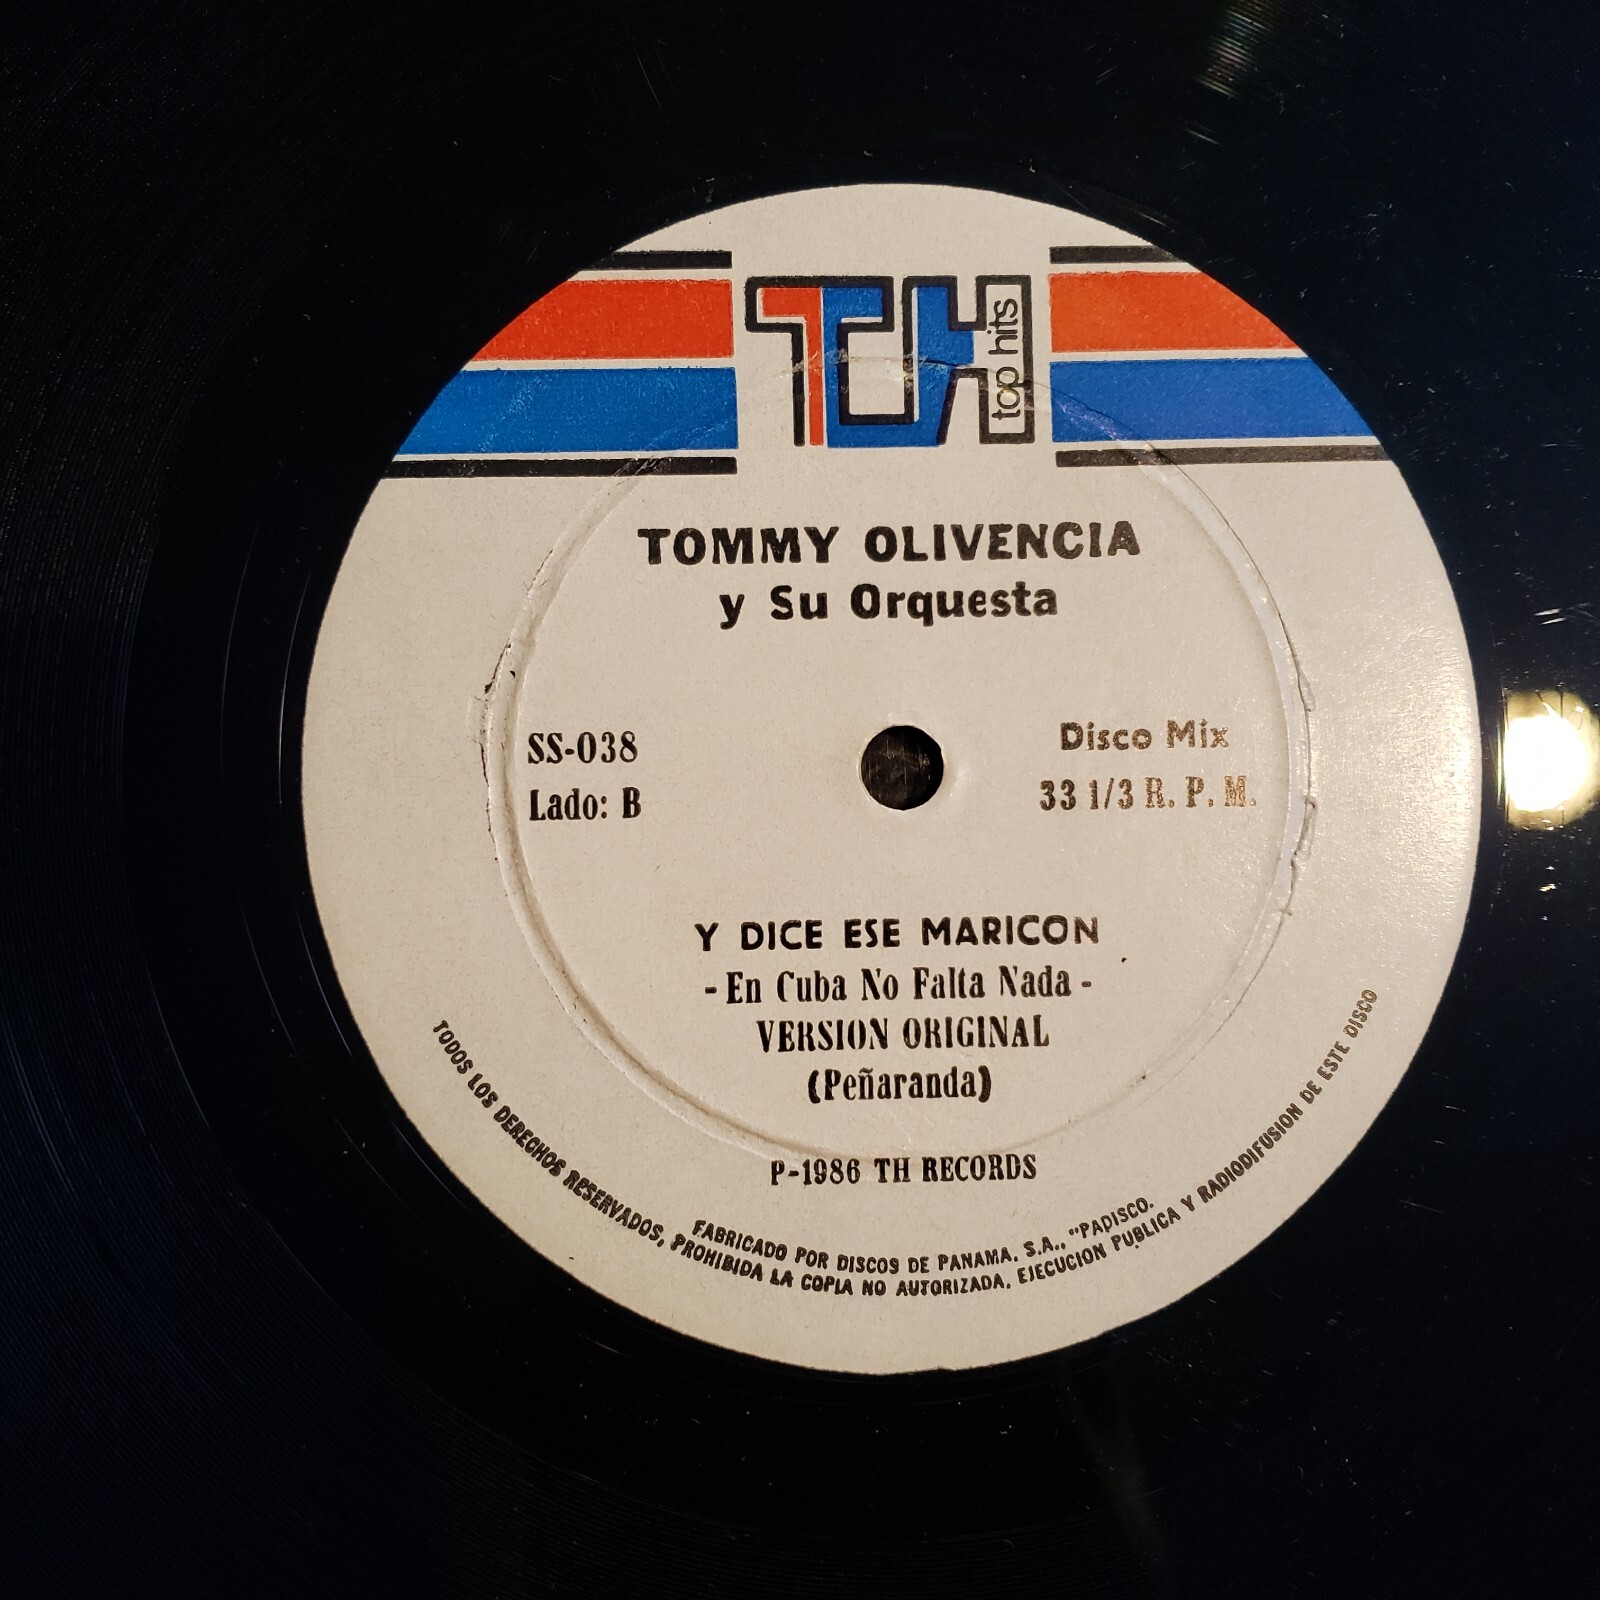 TH
top hits
TOMMY OLIVENCIA
y Su Orquesta
SS-038
Lado: B
Disco Mix
33 1/3 R. P. M.
Y DICE ESE MARICON
- En Cuba No Falta Nada -
VERSION ORIGINAL
(Peñaranda)
P-1986 TH RECORDS
FABRICADO POR DISCOS DE PANAMA. S.A., "PADISCO.
TODOS LOS DERECHOS RESERVADOS, PROHIBIDA LA COPIA NO AUTORIZADA. EJECUCION PUBLICA Y RADIODIFUSION DE ESTE DISCO